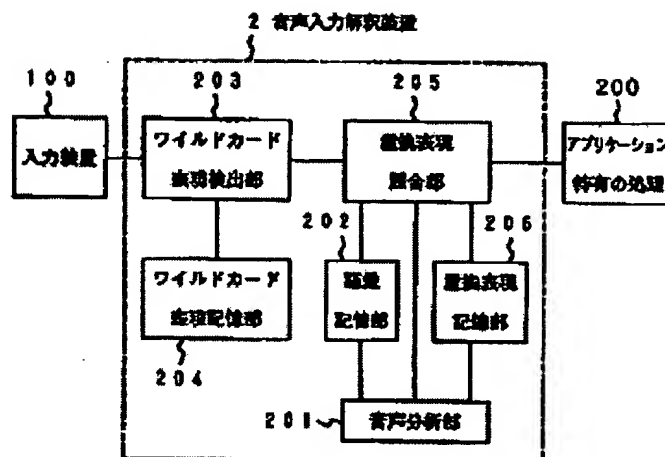 2 音声入力解釈装置
100
203
205
200
入力装置
ワイルドカード
表現検出部
置換表現
照合部
アプリケーション
特有の処理
202
206
ワイルドカード
表現記憶部
語彙
記憶部
置換表現
記憶部
204
201
音声分析部